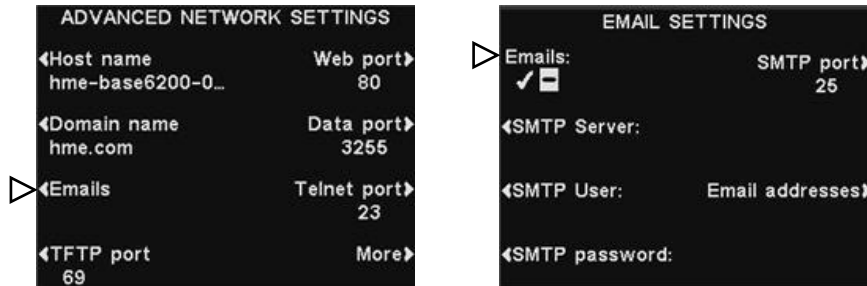 ADVANCED NETWORK SETTINGS
Host name Web port
hme-base6200-0… 80
Domain name Data port
hme.com 3255
Emails Telnet port
23
TFTP port More
69
EMAIL SETTINGS
Emails: SMTP port
✓ – 25
SMTP Server:
SMTP User: Email addresses
SMTP password: